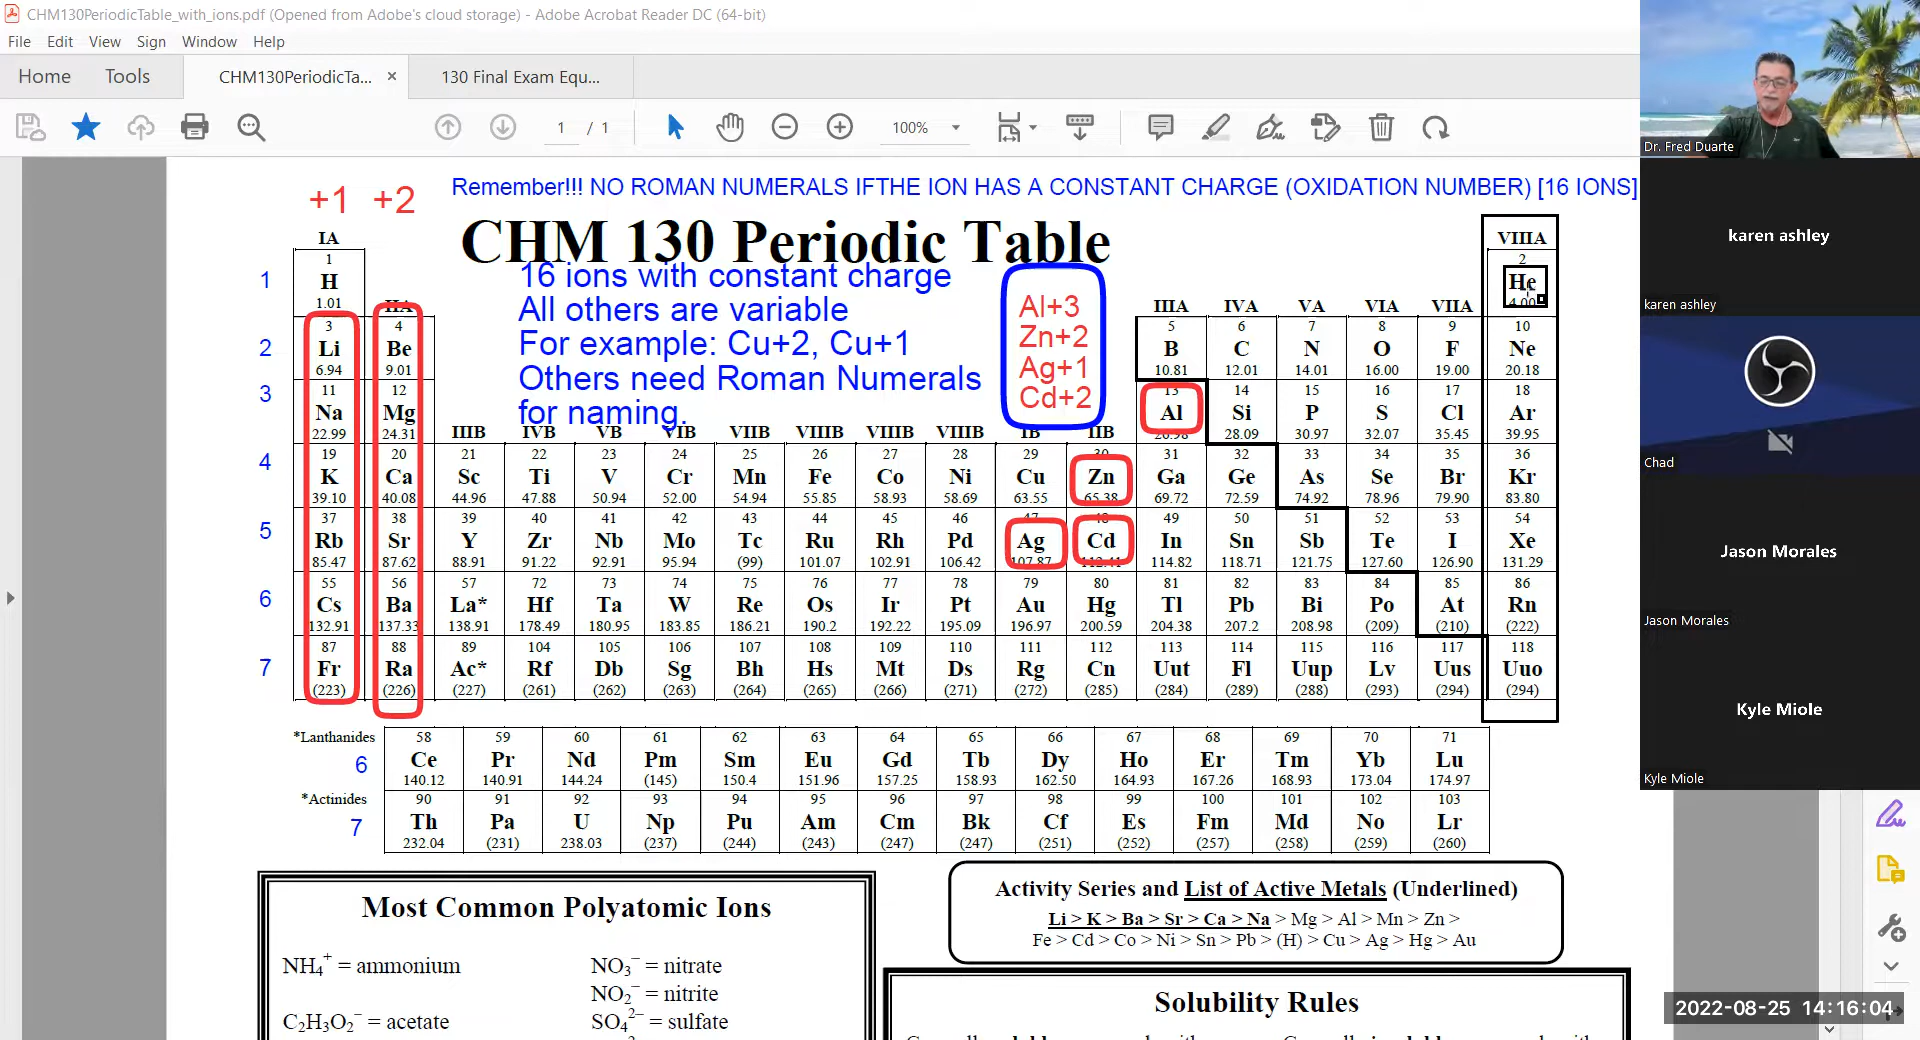 CHM130PeriodicTable_with_ions.pdf (Opened from Adobe's cloud storage) - Adobe Acrobat Reader DC (64-bit)
File Edit View Sign Window Help
Home Tools CHM130PeriodicTa... × 130 Final Exam Equ...
1 / 1 100%
Dr. Fred Duarte
karen ashley
karen ashley
Chad
Jason Morales
Jason Morales
Kyle Miole
Kyle Miole
+1 +2 Remember!!! NO ROMAN NUMERALS IFTHE ION HAS A CONSTANT CHARGE (OXIDATION NUMBER) [16 IONS]
CHM 130 Periodic Table
16 ions with constant charge
All others are variable
For example: Cu+2, Cu+1
Others need Roman Numerals
for naming.
Al+3
Zn+2
Ag+1
Cd+2
IA VIIIA
1 2
1 H He
1.01 4.00
IIA IIIA IVA VA VIA VIIA
3 4 5 6 7 8 9 10
2 Li Be B C N O F Ne
6.94 9.01 10.81 12.01 14.01 16.00 19.00 20.18
11 12 13 14 15 16 17 18
3 Na Mg Al Si P S Cl Ar
22.99 24.31 26.98 28.09 30.97 32.07 35.45 39.95
IIIB IVB VB VIB VIIB VIIIB VIIIB VIIIB IB IIB
19 20 21 22 23 24 25 26 27 28 29 30 31 32 33 34 35 36
4 K Ca Sc Ti V Cr Mn Fe Co Ni Cu Zn Ga Ge As Se Br Kr
39.10 40.08 44.96 47.88 50.94 52.00 54.94 55.85 58.93 58.69 63.55 65.38 69.72 72.59 74.92 78.96 79.90 83.80
37 38 39 40 41 42 43 44 45 46 47 48 49 50 51 52 53 54
5 Rb Sr Y Zr Nb Mo Tc Ru Rh Pd Ag Cd In Sn Sb Te I Xe
85.47 87.62 88.91 91.22 92.91 95.94 (99) 101.07 102.91 106.42 107.87 112.41 114.82 118.71 121.75 127.60 126.90 131.29
55 56 57 72 73 74 75 76 77 78 79 80 81 82 83 84 85 86
6 Cs Ba La* Hf Ta W Re Os Ir Pt Au Hg Tl Pb Bi Po At Rn
132.91 137.33 138.91 178.49 180.95 183.85 186.21 190.2 192.22 195.09 196.97 200.59 204.38 207.2 208.98 (209) (210) (222)
87 88 89 104 105 106 107 108 109 110 111 112 113 114 115 116 117 118
7 Fr Ra Ac* Rf Db Sg Bh Hs Mt Ds Rg Cn Uut Fl Uup Lv Uus Uuo
(223) (226) (227) (261) (262) (263) (264) (265) (266) (271) (272) (285) (284) (289) (288) (293) (294) (294)
*Lanthanides 58 59 60 61 62 63 64 65 66 67 68 69 70 71
6 Ce Pr Nd Pm Sm Eu Gd Tb Dy Ho Er Tm Yb Lu
140.12 140.91 144.24 (145) 150.4 151.96 157.25 158.93 162.50 164.93 167.26 168.93 173.04 174.97
*Actinides 90 91 92 93 94 95 96 97 98 99 100 101 102 103
7 Th Pa U Np Pu Am Cm Bk Cf Es Fm Md No Lr
232.04 (231) 238.03 (237) (244) (243) (247) (247) (251) (252) (257) (258) (259) (260)
Most Common Polyatomic Ions
NH₄⁺ = ammonium NO₃⁻ = nitrate
NO₂⁻ = nitrite
C₂H₃O₂⁻ = acetate SO₄²⁻ = sulfate
Activity Series and List of Active Metals (Underlined)
Li > K > Ba > Sr > Ca > Na > Mg > Al > Mn > Zn >
Fe > Cd > Co > Ni > Sn > Pb > (H) > Cu > Ag > Hg > Au
Solubility Rules
2022-08-25 14:16:04